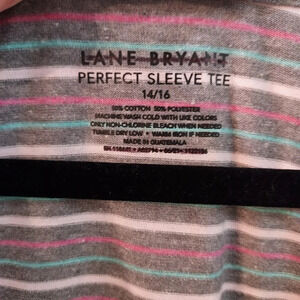 LANE BRYANT
PERFECT SLEEVE TEE
14/16
50% COTTON 50% POLYESTER
MACHINE WASH COLD WITH LIKE COLORS
ONLY NON-CHLORINE BLEACH WHEN NEEDED
TUMBLE DRY LOW • WARM IRON IF NEEDED
MADE IN GUATEMALA